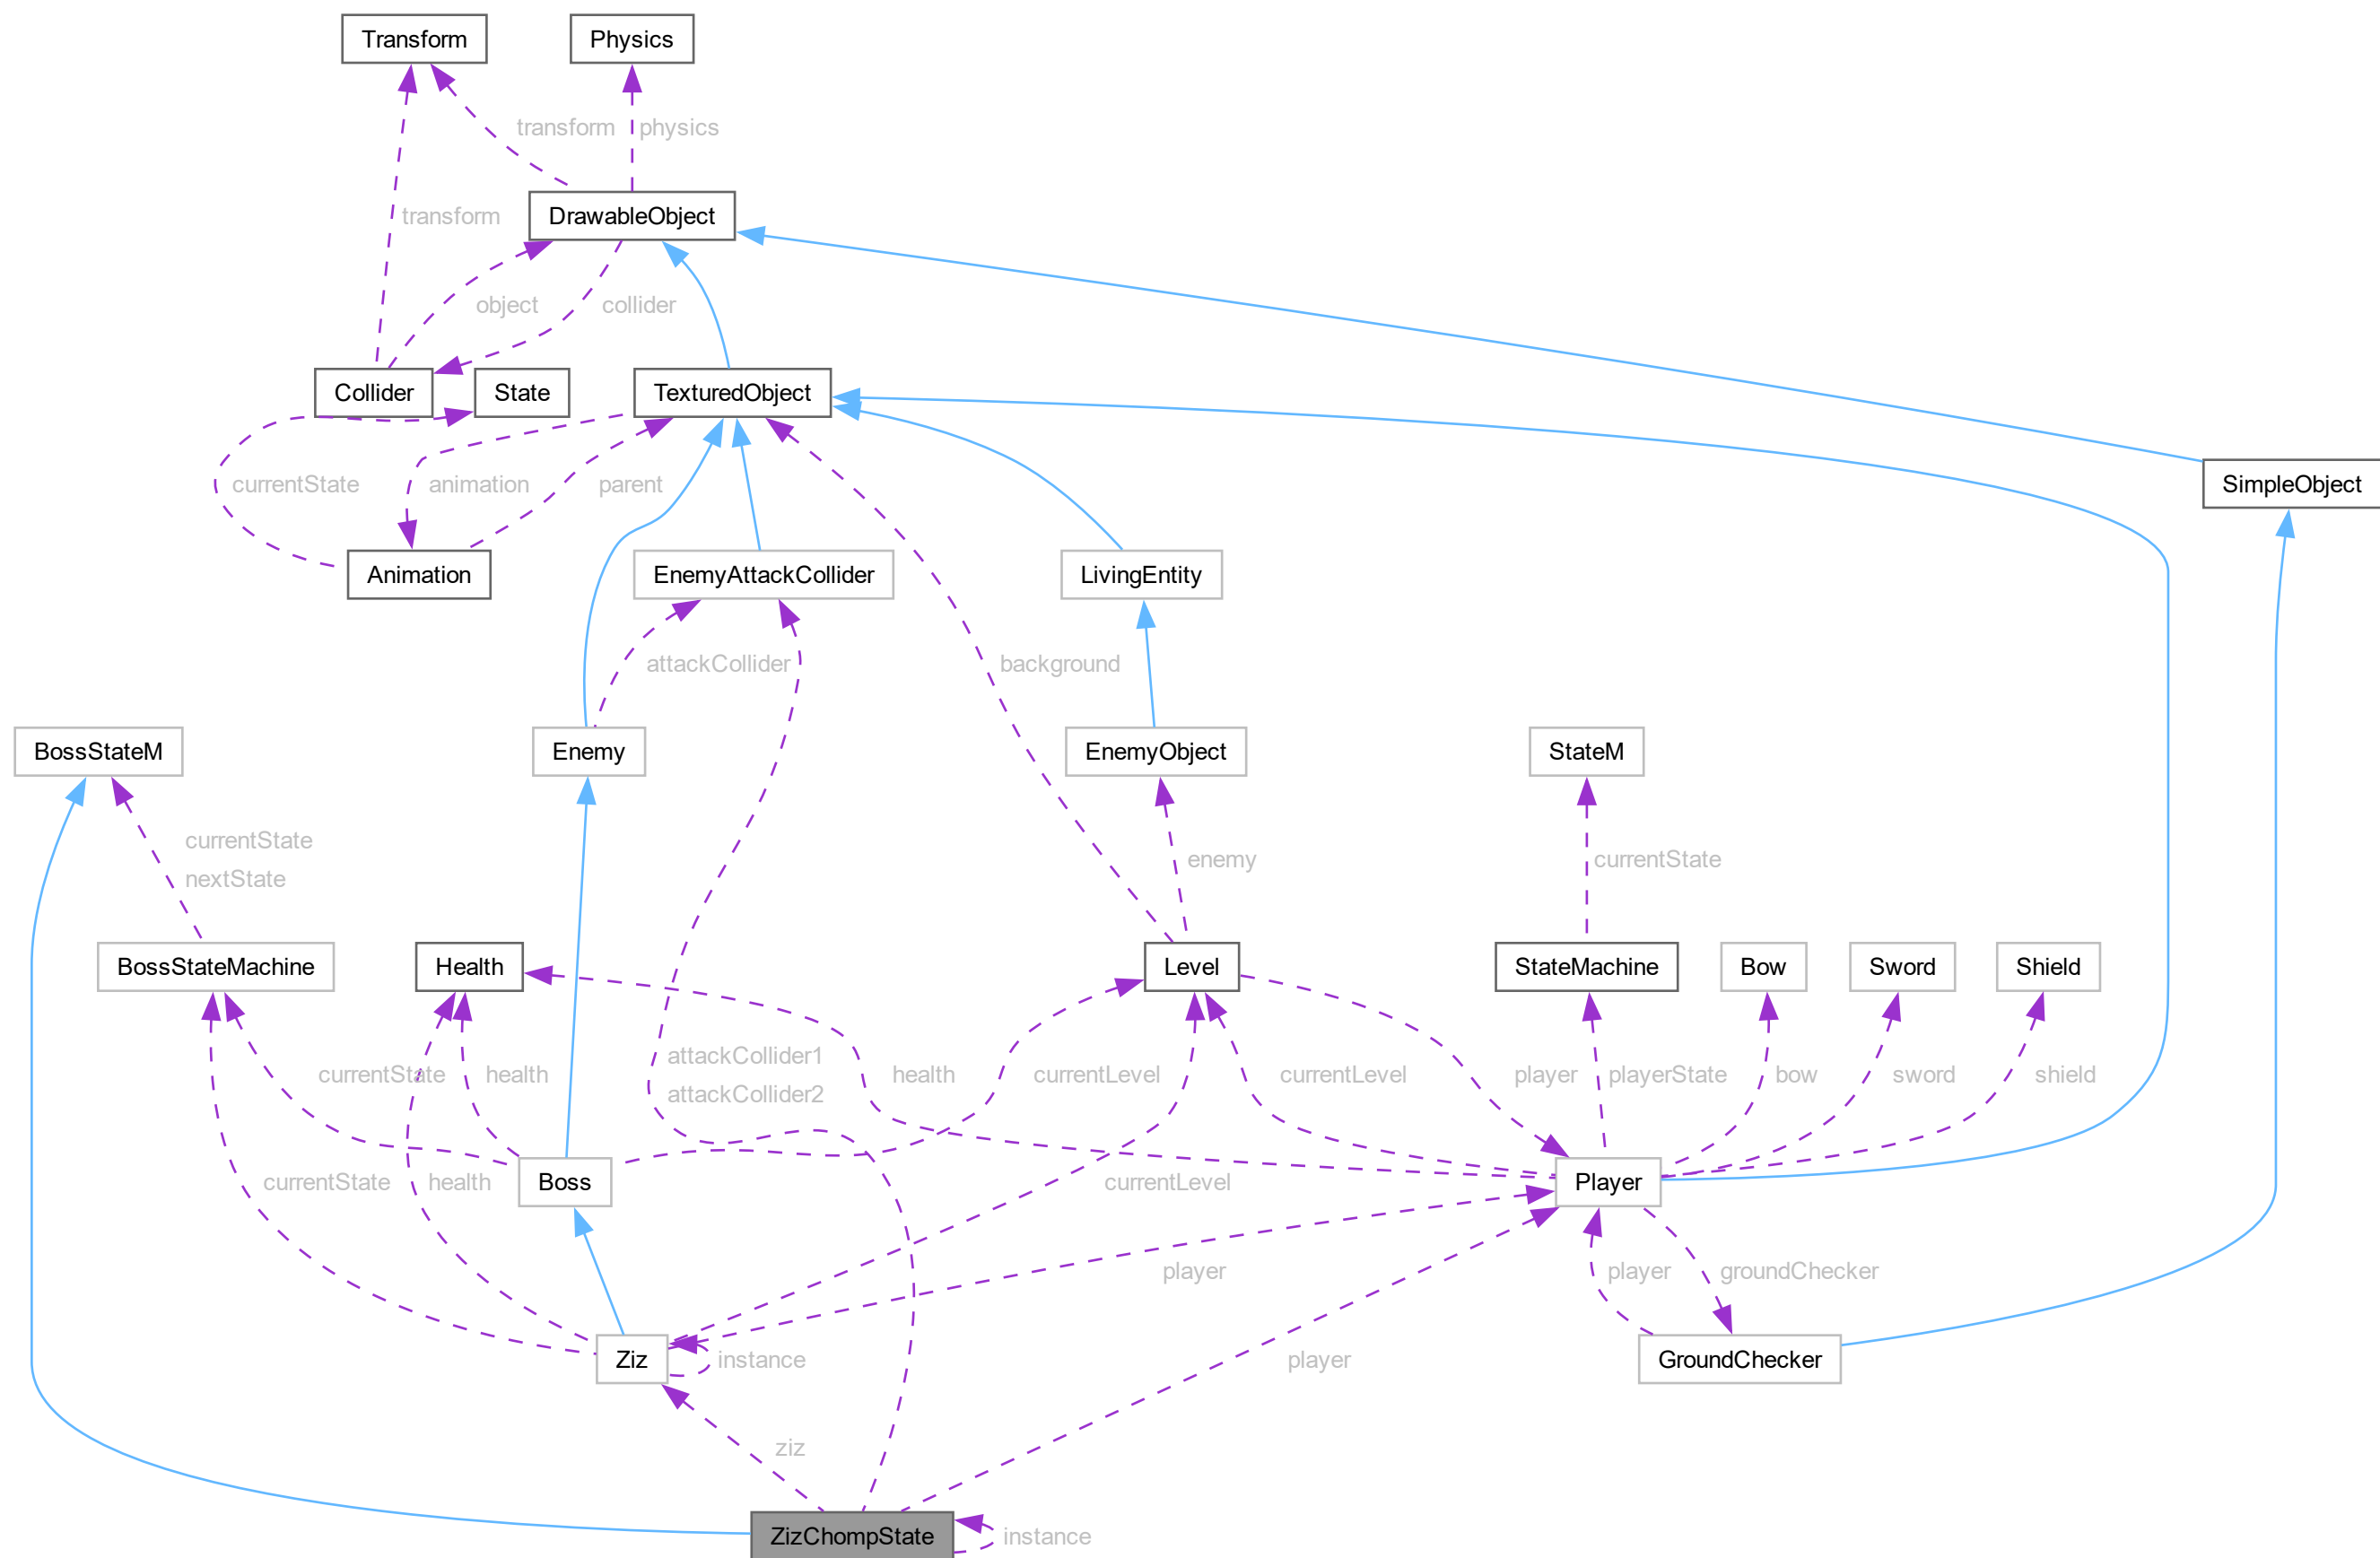 Transform
Physics
transform
physics
transform
DrawableObject
object
collider
Collider
State
TexturedObject
currentState
animation
parent
SimpleObject
Animation
EnemyAttackCollider
LivingEntity
attackCollider
background
BossStateM
Enemy
EnemyObject
StateM
currentState
nextState
enemy
currentState
BossStateMachine
Health
Level
StateMachine
Bow
Sword
Shield
attackCollider1
attackCollider2
currentState
health
health
currentLevel
currentLevel
player
playerState
bow
sword
shield
currentState
health
Boss
currentLevel
Player
player
player
groundChecker
Ziz
instance
player
GroundChecker
ziz
ZizChompState
instance